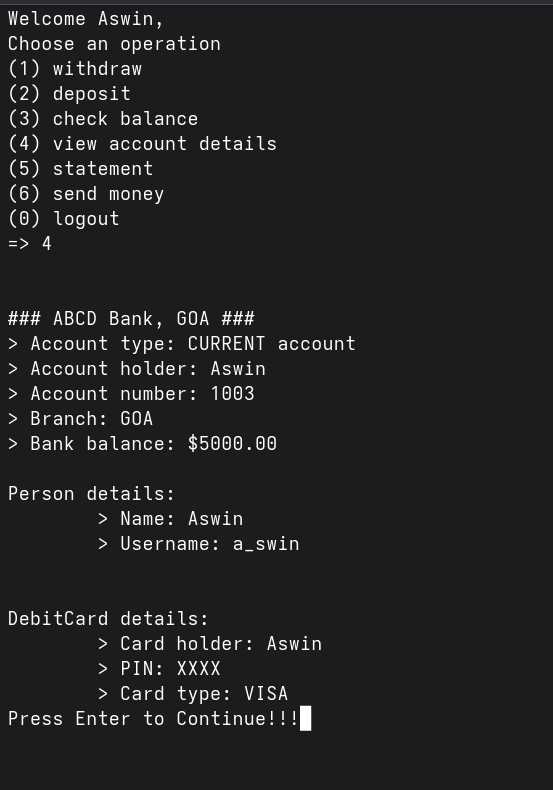 Welcome Aswin,
Choose an operation
(1) withdraw
(2) deposit
(3) check balance
(4) view account details
(5) statement
(6) send money
(0) logout
=> 4
### ABCD Bank, GOA ###
> Account type: CURRENT account
> Account holder: Aswin
> Account number: 1003
> Branch: GOA
> Bank balance: $5000.00
Person details:
> Name: Aswin
> Username: a_swin
DebitCard details:
> Card holder: Aswin
> PIN: XXXX
> Card type: VISA
Press Enter to Continue!!!